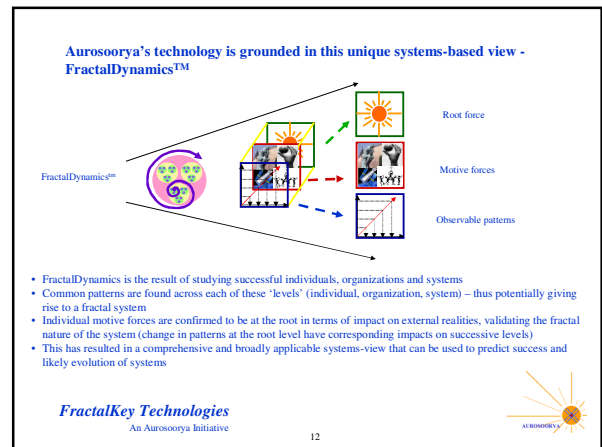 Aurosoorya's technology is grounded in this unique systems-based view -
FractalDynamics™
Root force
FractalDynamics™
Motive forces
Observable patterns
• FractalDynamics is the result of studying successful individuals, organizations and systems
• Common patterns are found across each of these 'levels' (individual, organization, system) – thus potentially giving
rise to a fractal system
• Individual motive forces are confirmed to be at the root in terms of impact on external realities, validating the fractal
nature of the system (change in patterns at the root level have corresponding impacts on successive levels)
• This has resulted in a comprehensive and broadly applicable systems-view that can be used to predict success and
likely evolution of systems
FractalKey Technologies
An Aurosoorya Initiative
12
AUROSOORYA